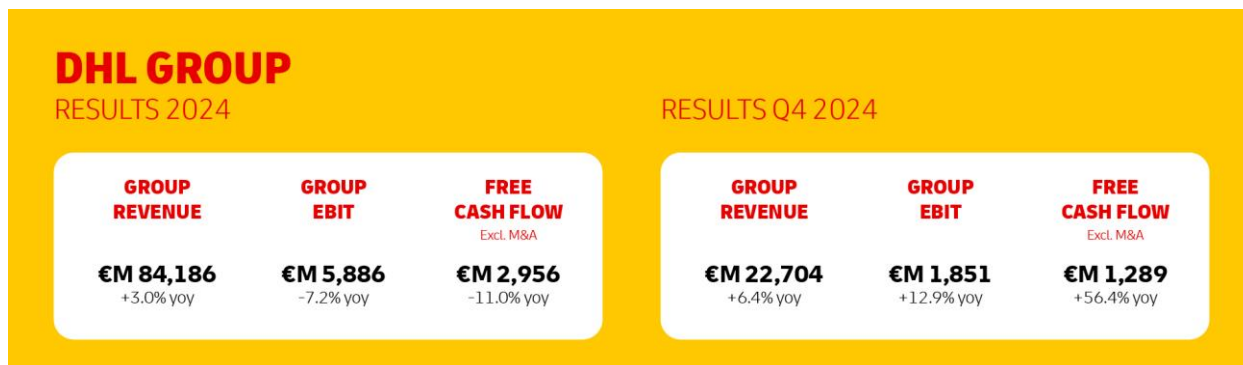 DHL GROUP
RESULTS 2024
GROUP REVENUE
€M 84,186
+3.0% yoy
GROUP EBIT
€M 5,886
-7.2% yoy
FREE CASH FLOW
Excl. M&A
€M 2,956
-11.0% yoy
RESULTS Q4 2024
GROUP REVENUE
€M 22,704
+6.4% yoy
GROUP EBIT
€M 1,851
+12.9% yoy
FREE CASH FLOW
Excl. M&A
€M 1,289
+56.4% yoy